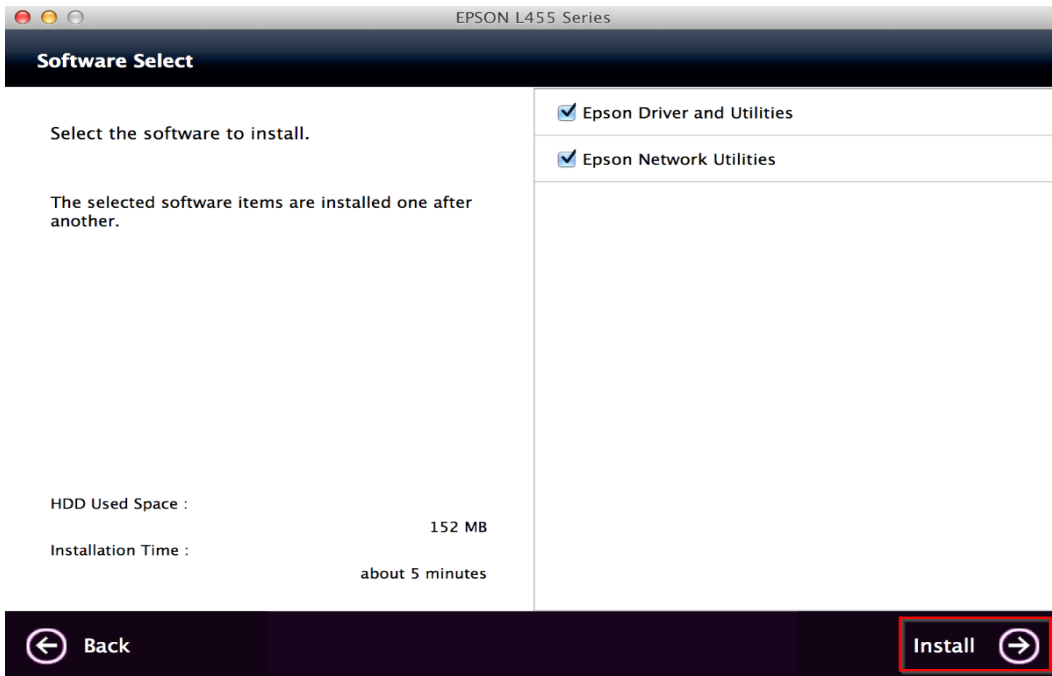 EPSON L455 Series
Software Select
Select the software to install.
The selected software items are installed one after
another.
HDD Used Space :
152 MB
Installation Time :
about 5 minutes
Epson Driver and Utilities
Epson Network Utilities
Back
Install